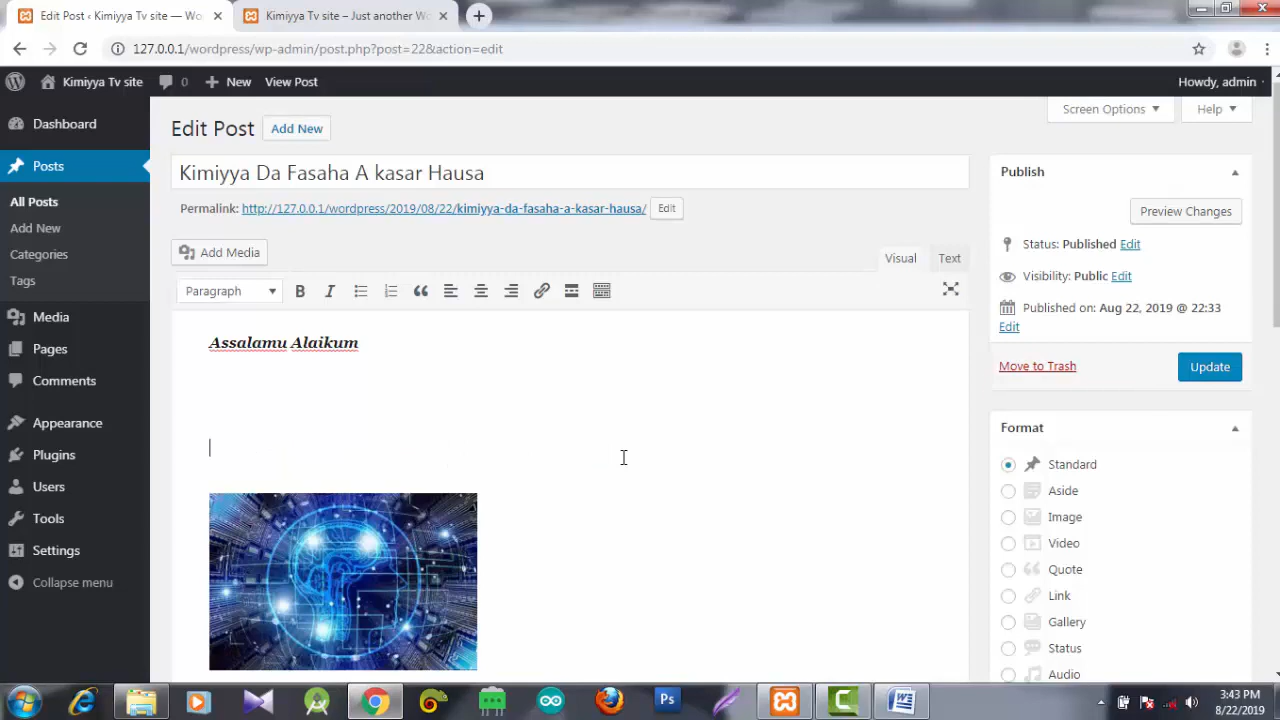 Edit Post ‹ Kimiyya Tv site — Wo
Kimiyya Tv site – Just another Wo
127.0.0.1/wordpress/wp-admin/post.php?post=22&action=edit
Kimiyya Tv site
0
New
View Post
Howdy, admin
Dashboard
Posts
All Posts
Add New
Categories
Tags
Media
Pages
Comments
Appearance
Plugins
Users
Tools
Settings
Collapse menu
Screen Options
Help
Edit Post
Add New
Kimiyya Da Fasaha A kasar Hausa
Permalink: http://127.0.0.1/wordpress/2019/08/22/kimiyya-da-fasaha-a-kasar-hausa/ Edit
Add Media
Visual
Text
Paragraph
B I
Assalamu Alaikum
Publish
Preview Changes
Status: Published Edit
Visibility: Public Edit
Published on: Aug 22, 2019 @ 22:33
Edit
Move to Trash
Update
Format
Standard
Aside
Image
Video
Quote
Link
Gallery
Status
Audio
Ps
3:43 PM
8/22/2019